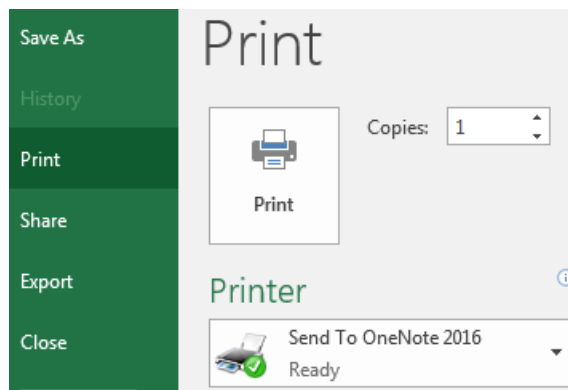 Save As
History
Print
Share
Export
Close
Print
Copies: 1
Print
Printer
Send To OneNote 2016
Ready